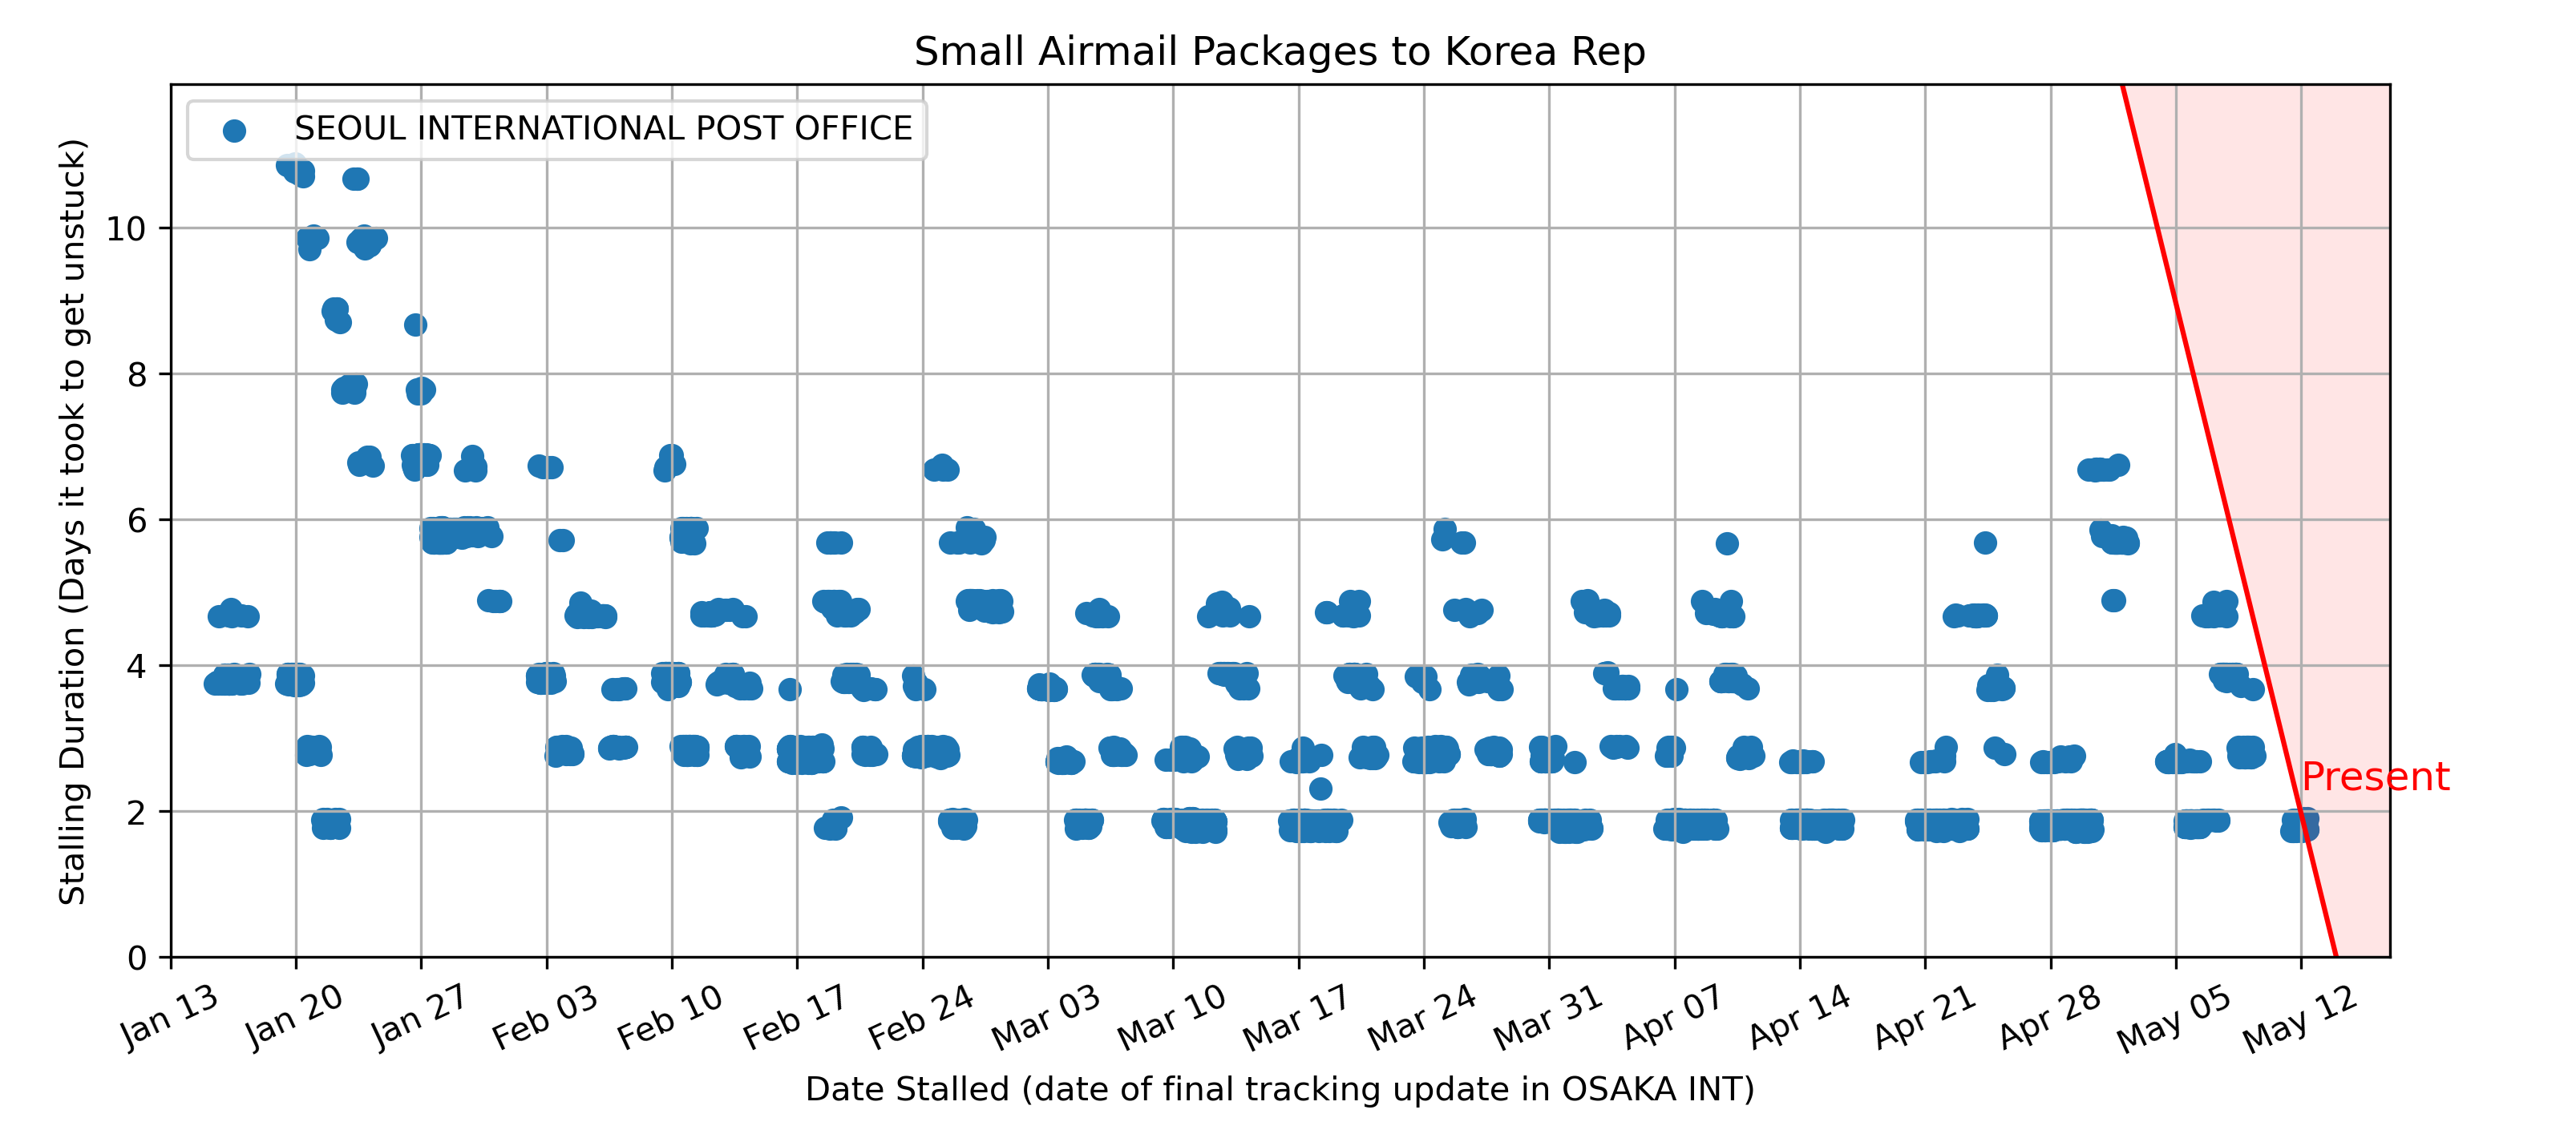 Small Airmail Packages to Korea Rep
SEOUL INTERNATIONAL POST OFFICE
Stalling Duration (Days it took to get unstuck)
10
8
6
4
2
0
Present
Jan 13
Jan 20
Jan 27
Feb 03
Feb 10
Feb 17
Feb 24
Mar 03
Mar 10
Mar 17
Mar 24
Mar 31
Apr 07
Apr 14
Apr 21
Apr 28
May 05
May 12
Date Stalled (date of final tracking update in OSAKA INT)